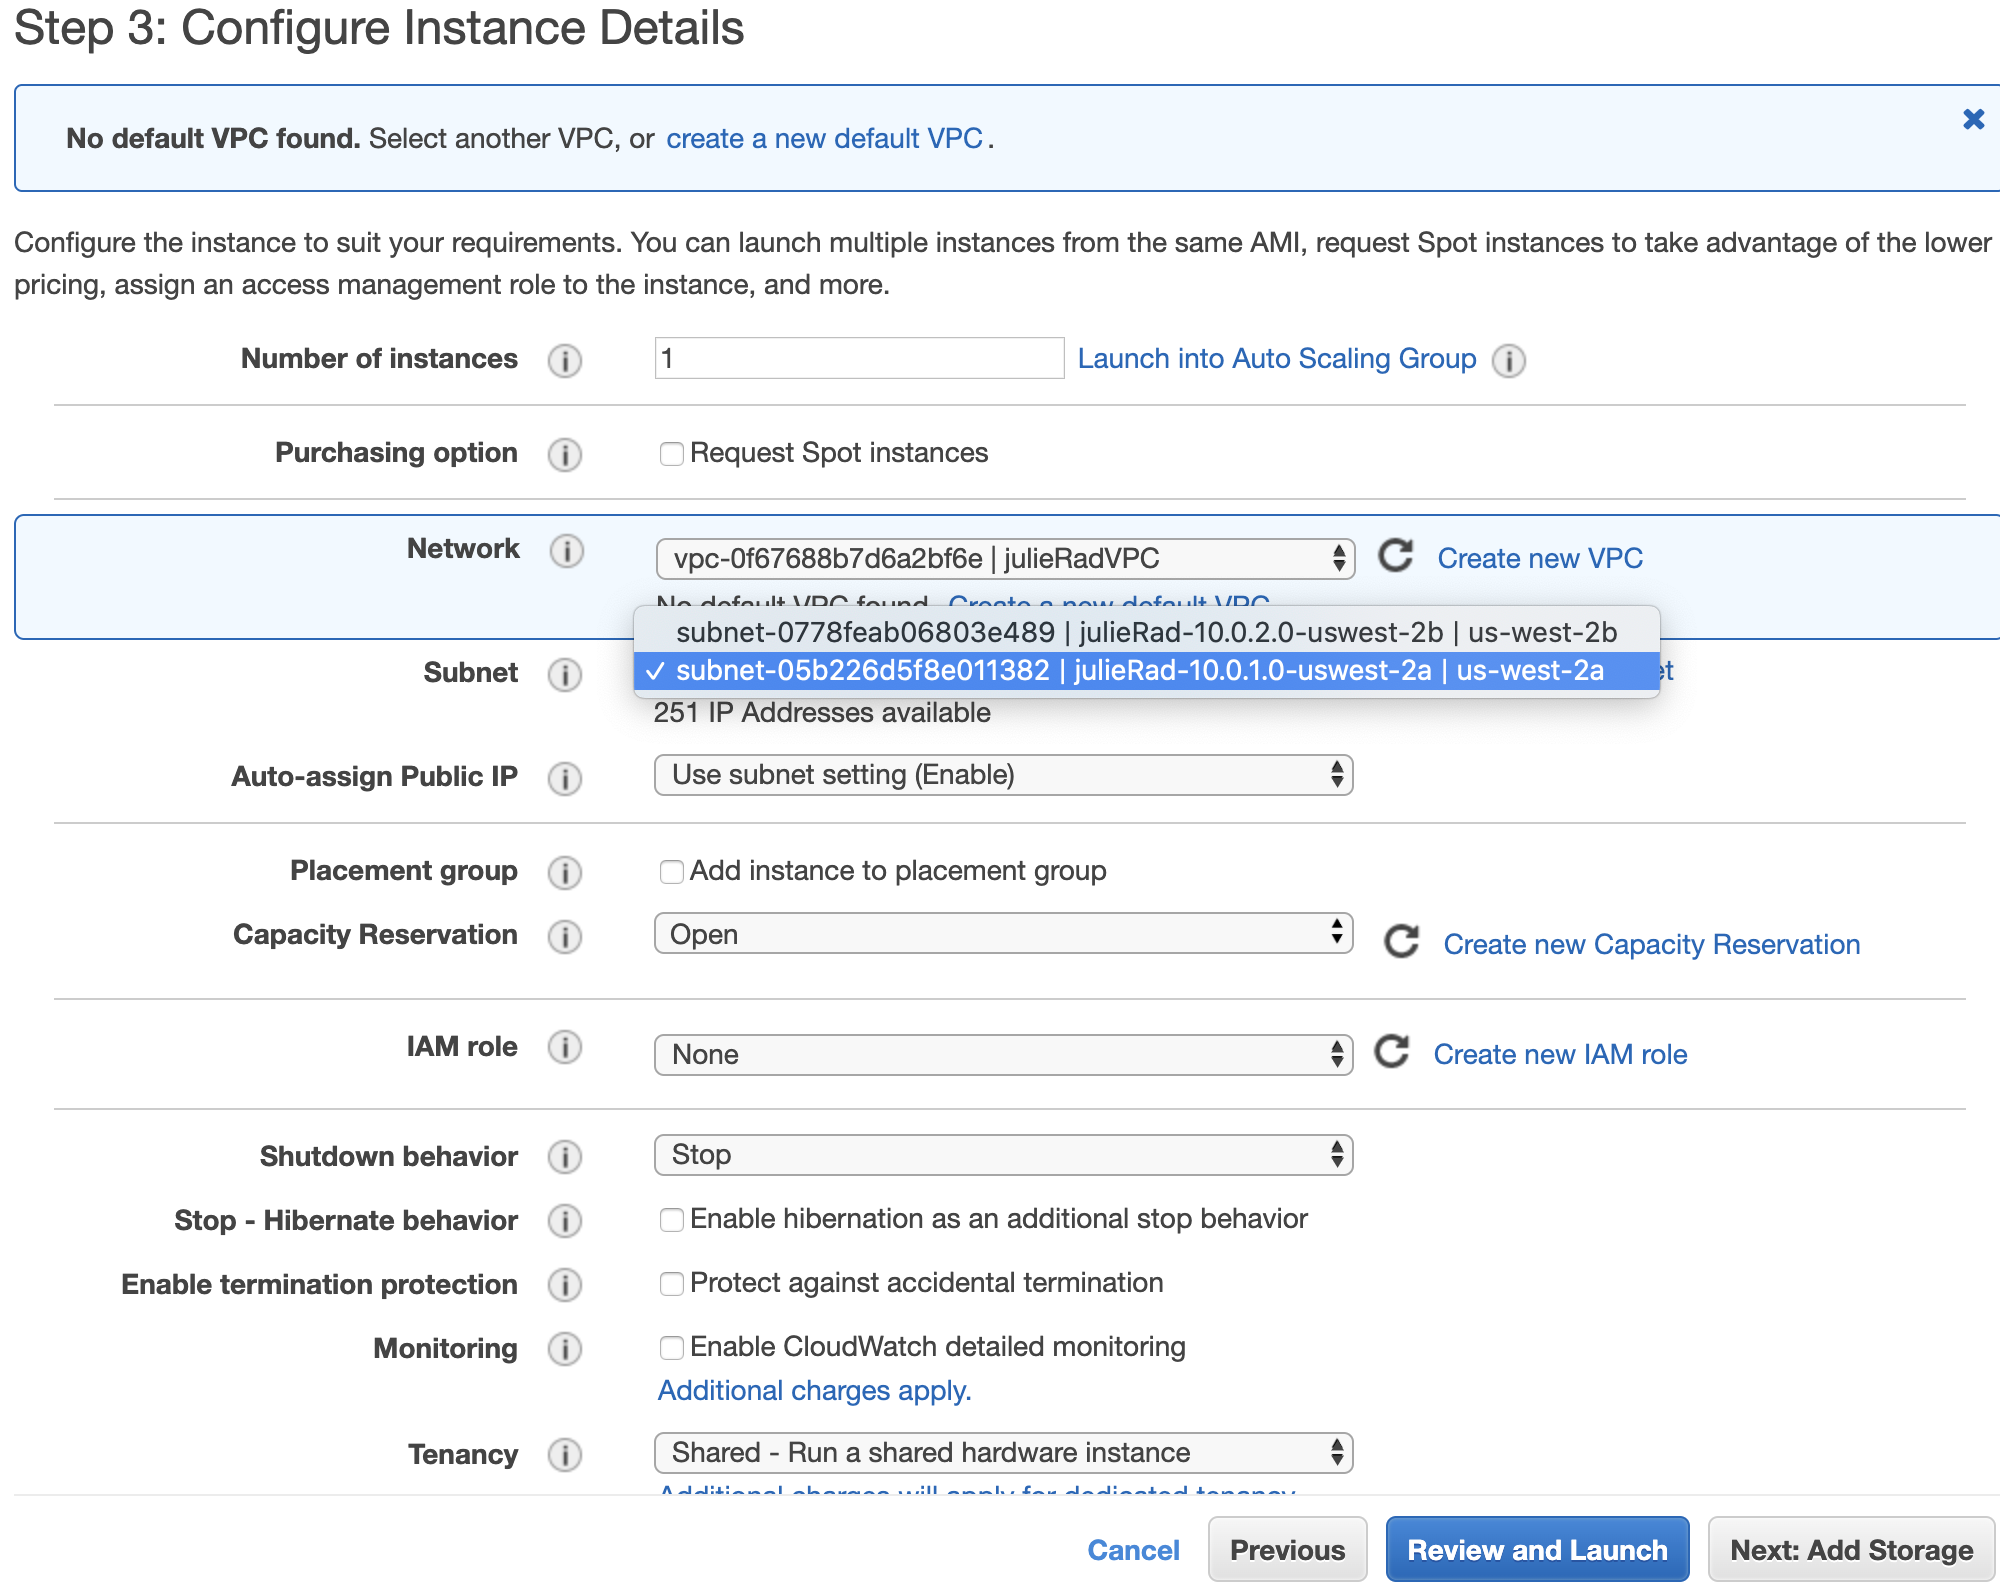 Step 3: Configure Instance Details
No default VPC found. Select another VPC, or create a new default VPC.
Configure the instance to suit your requirements. You can launch multiple instances from the same AMI, request Spot instances to take advantage of the lower
pricing, assign an access management role to the instance, and more.
Number of instances 1 Launch into Auto Scaling Group
Purchasing option Request Spot instances
Network vpc-0f67688b7d6a2bf6e | julieRadVPC Create new VPC
No default VPC found. Create a new default VPC.
subnet-0778feab06803e489 | julieRad-10.0.2.0-uswest-2b | us-west-2b
Subnet ✓ subnet-05b226d5f8e011382 | julieRad-10.0.1.0-uswest-2a | us-west-2a
251 IP Addresses available
Auto-assign Public IP Use subnet setting (Enable)
Placement group Add instance to placement group
Capacity Reservation Open Create new Capacity Reservation
IAM role None Create new IAM role
Shutdown behavior Stop
Stop - Hibernate behavior Enable hibernation as an additional stop behavior
Enable termination protection Protect against accidental termination
Monitoring Enable CloudWatch detailed monitoring
Additional charges apply.
Tenancy Shared - Run a shared hardware instance
Additional charges will apply for dedicated tenancy.
Cancel Previous Review and Launch Next: Add Storage